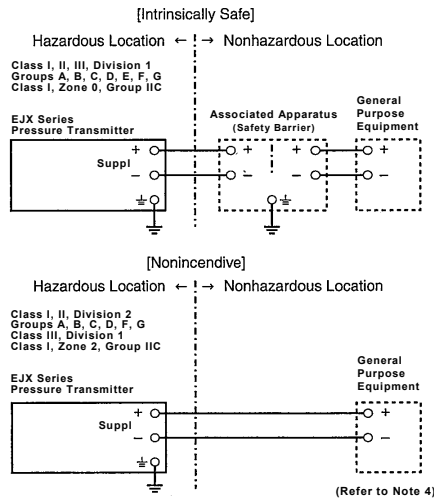 [Intrinsically Safe]
Hazardous Location ← → Nonhazardous Location
Class I, II, III, Division 1
Groups A, B, C, D, E, F, G
Class I, Zone 0, Group IIC
EJX Series
Pressure Transmitter
Associated Apparatus
(Safety Barrier)
General
Purpose
Equipment
+ + + +
Suppl
− − − −
[Nonincendive]
Hazardous Location ← → Nonhazardous Location
Class I, II, Division 2
Groups A, B, C, D, F, G
Class III, Division 1
Class I, Zone 2, Group IIC
EJX Series
Pressure Transmitter
General
Purpose
Equipment
+ +
Suppl
− −
(Refer to Note 4)